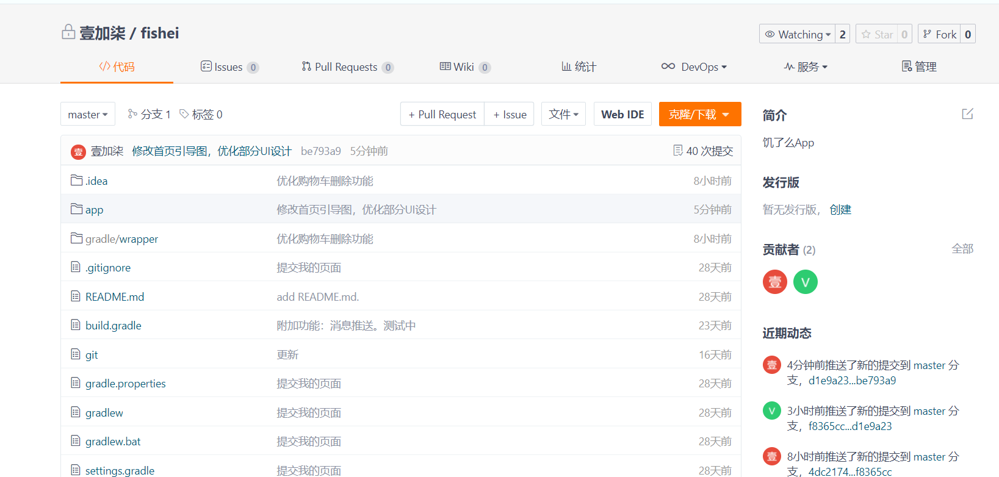 壹加柒 / fishei
Watching 2 Star 0 Fork 0
代码 Issues 0 Pull Requests 0 Wiki 0 统计 DevOps 服务 管理
master 分支 1 标签 0 + Pull Request + Issue 文件 Web IDE 克隆/下载
壹 壹加柒 修改首页引导图，优化部分UI设计 be793a9 5分钟前 40 次提交
.idea 优化购物车删除功能 8小时前
app 修改首页引导图，优化部分UI设计 5分钟前
gradle/wrapper 优化购物车删除功能 8小时前
.gitignore 提交我的页面 28天前
README.md add README.md. 28天前
build.gradle 附加功能：消息推送。测试中 23天前
git 更新 16天前
gradle.properties 提交我的页面 28天前
gradlew 提交我的页面 28天前
gradlew.bat 提交我的页面 28天前
settings.gradle 提交我的页面 28天前
简介
饥了么App
发行版
暂无发行版， 创建
贡献者 (2) 全部
壹 V
近期动态
壹 4分钟前推送了新的提交到 master 分
支，d1e9a23...be793a9
V 3小时前推送了新的提交到 master 分
支，f8365cc...d1e9a23
壹 8小时前推送了新的提交到 master 分
支，4dc2174...f8365cc